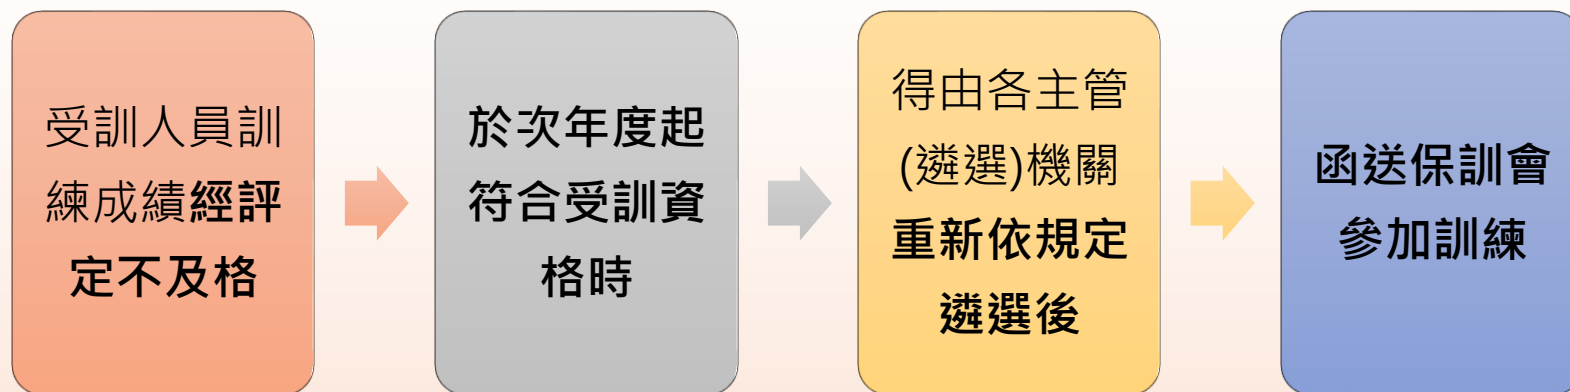 受訓人員訓
練成績經評
定不及格
於次年度起
符合受訓資
格時
得由各主管
(遴選)機關
重新依規定
遴選後
函送保訓會
參加訓練